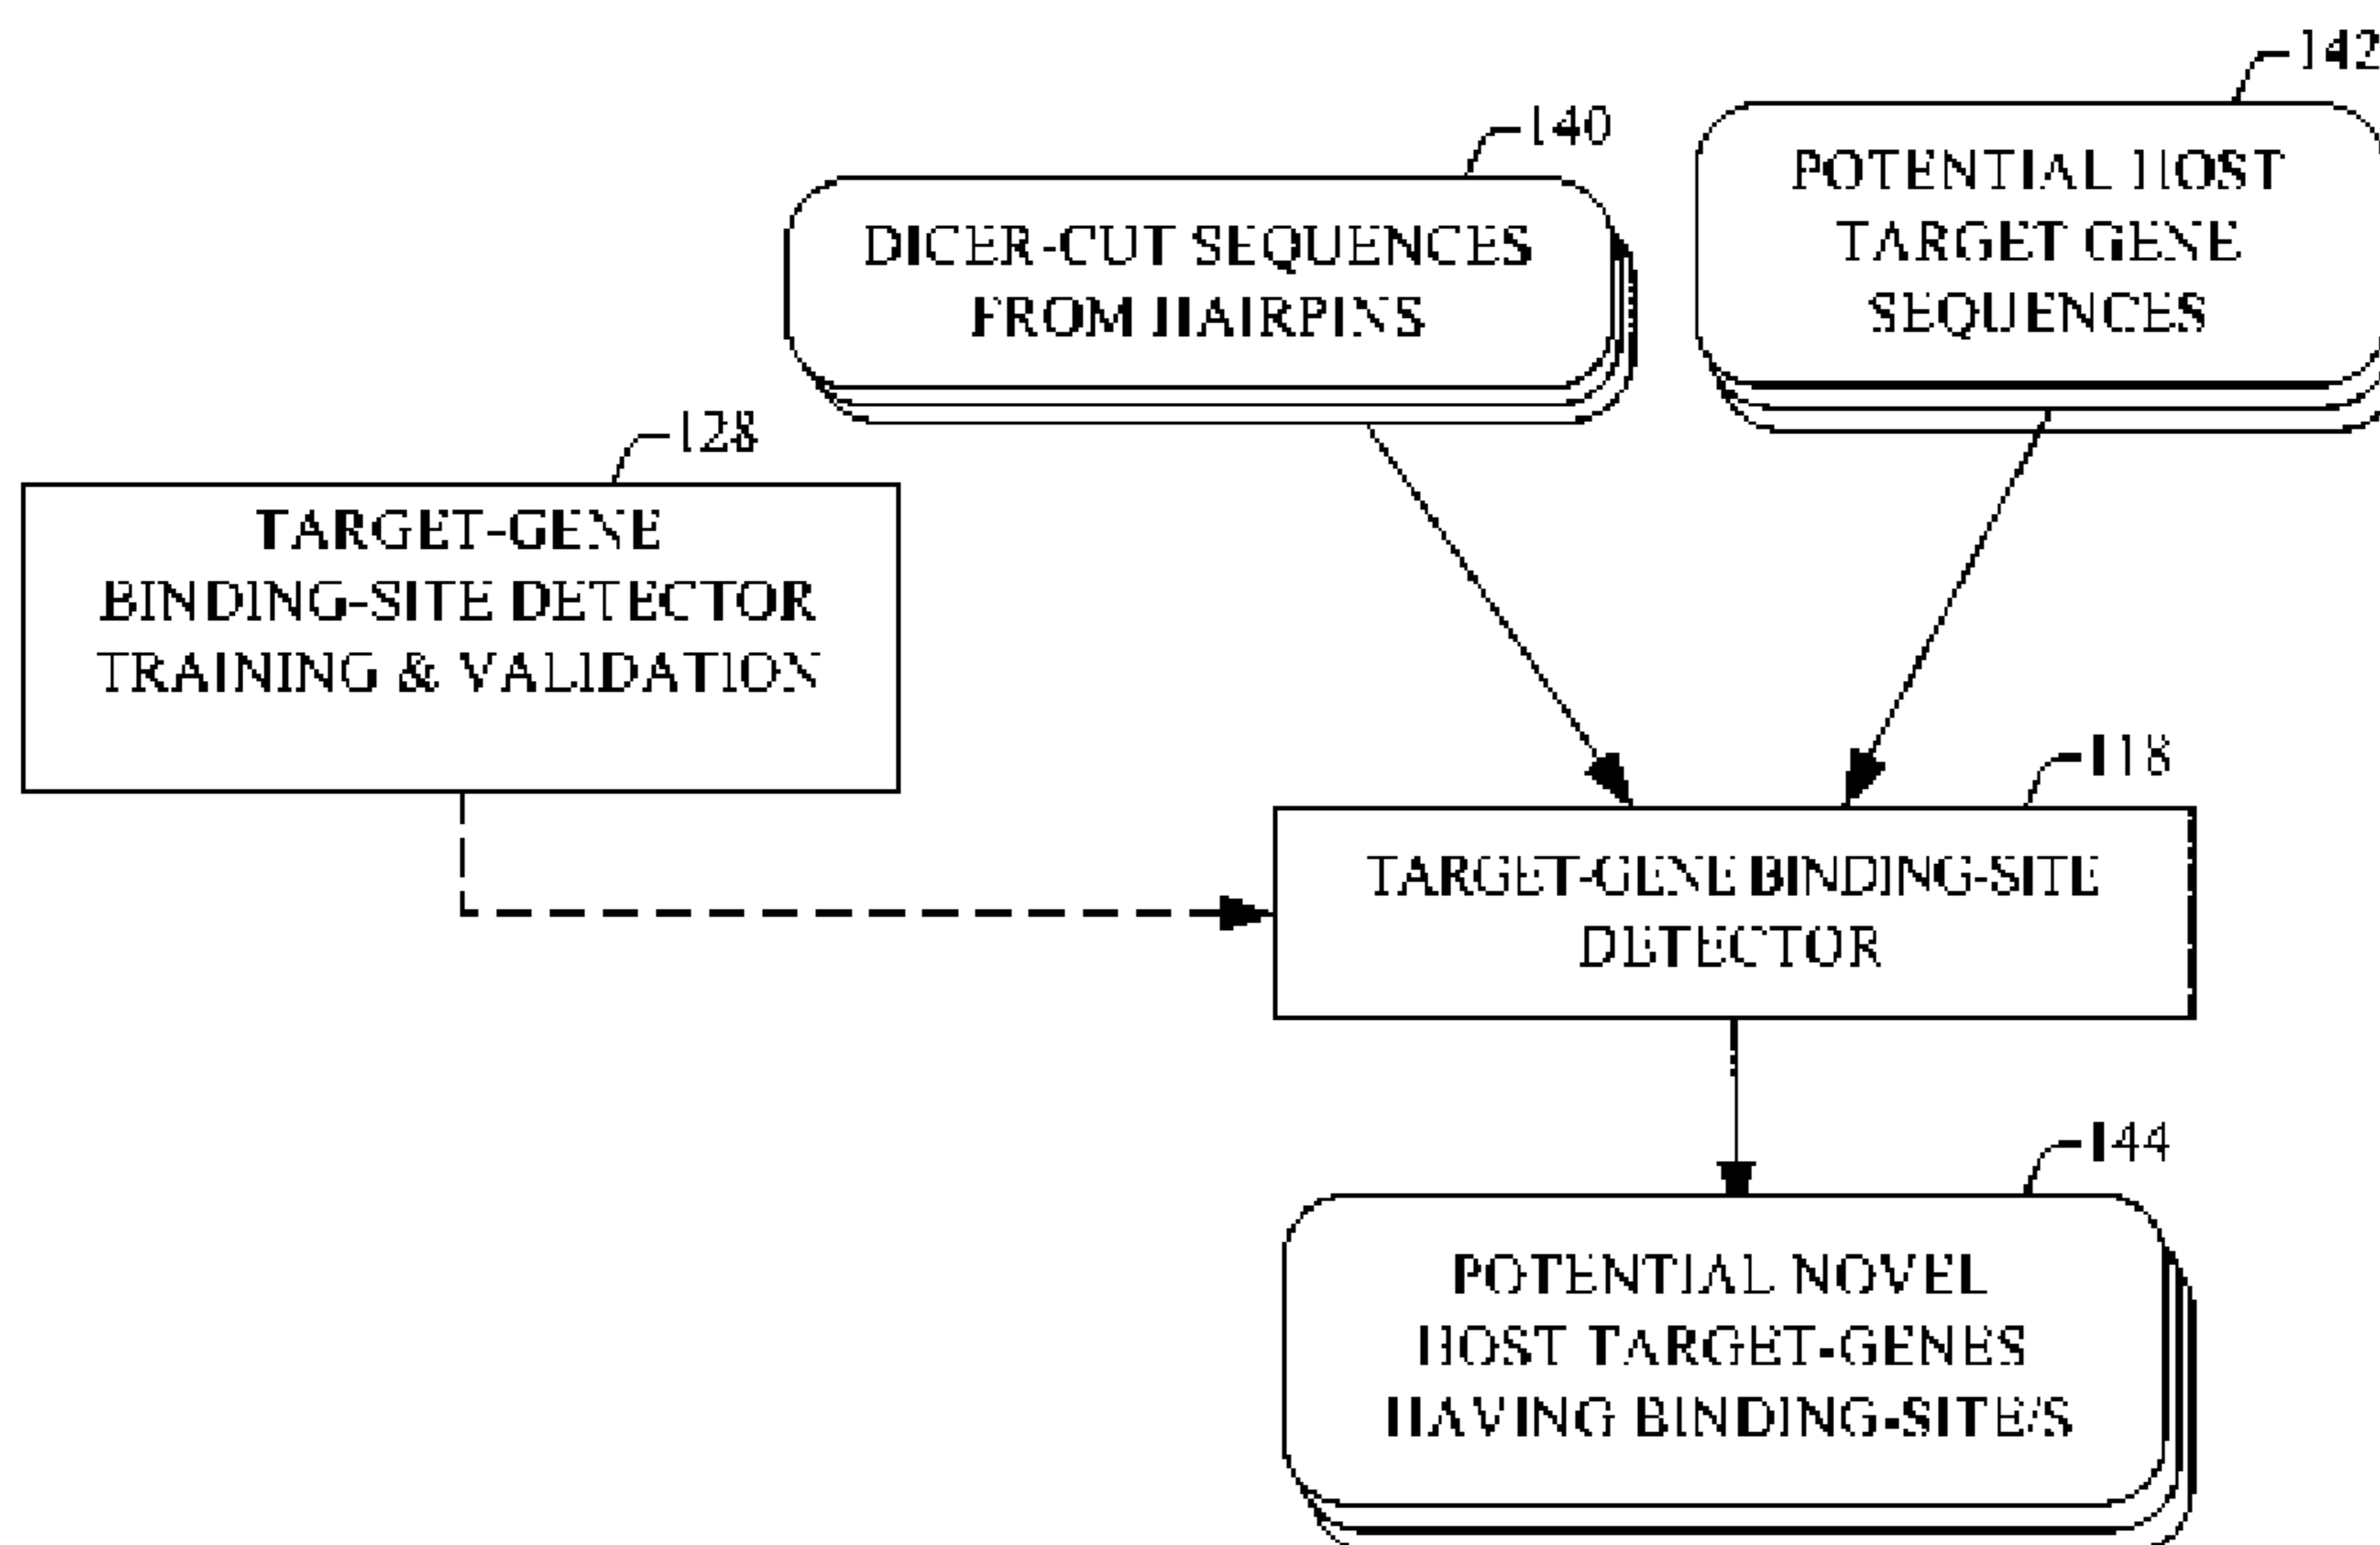 142
140
POTENTIAL HOST
TARGET GENE
SEQUENCES
DICER-CUT SEQUENCES
FROM HAIRPINS
128
TARGET-GENE
BINDING-SITE DETECTOR
TRAINING & VALIDATION
118
TARGET-GENE BINDING-SITE
DETECTOR
144
POTENTIAL NOVEL
HOST TARGET-GENES
HAVING BINDING-SITE/S